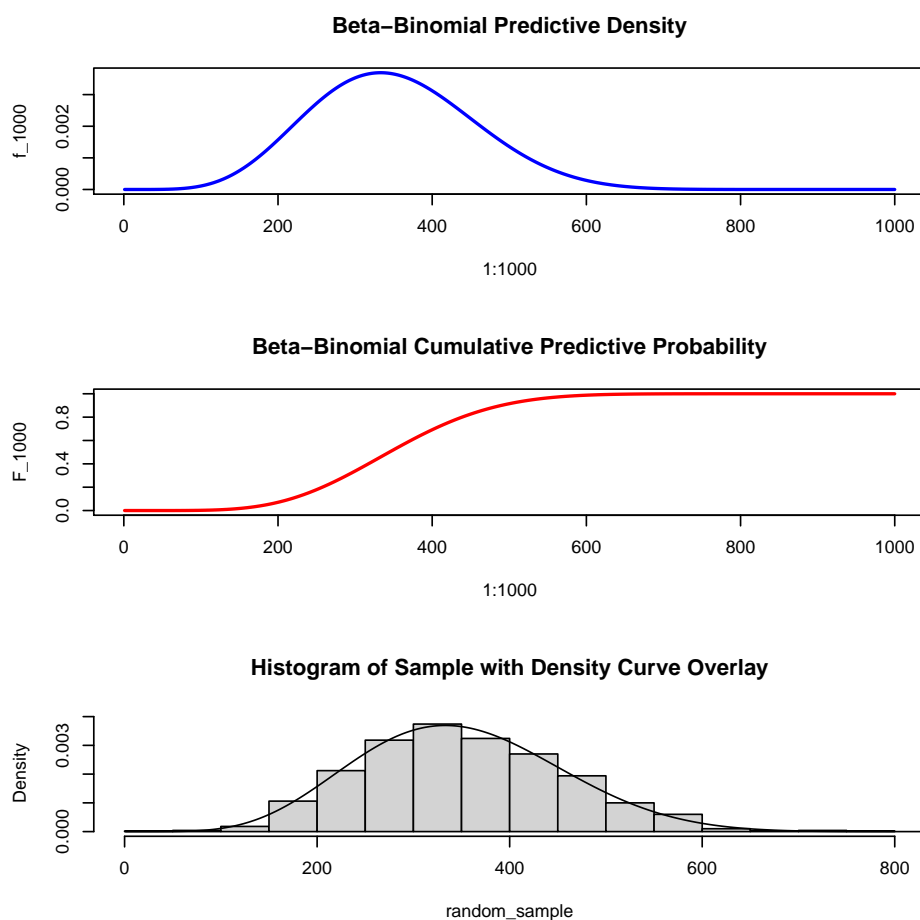 Beta−Binomial Predictive Density
f_1000
0.002
0.000
0 200 400 600 800 1000
1:1000
Beta−Binomial Cumulative Predictive Probability
F_1000
0.8
0.4
0.0
0 200 400 600 800 1000
1:1000
Histogram of Sample with Density Curve Overlay
Density
0.003
0.000
0 200 400 600 800
random_sample